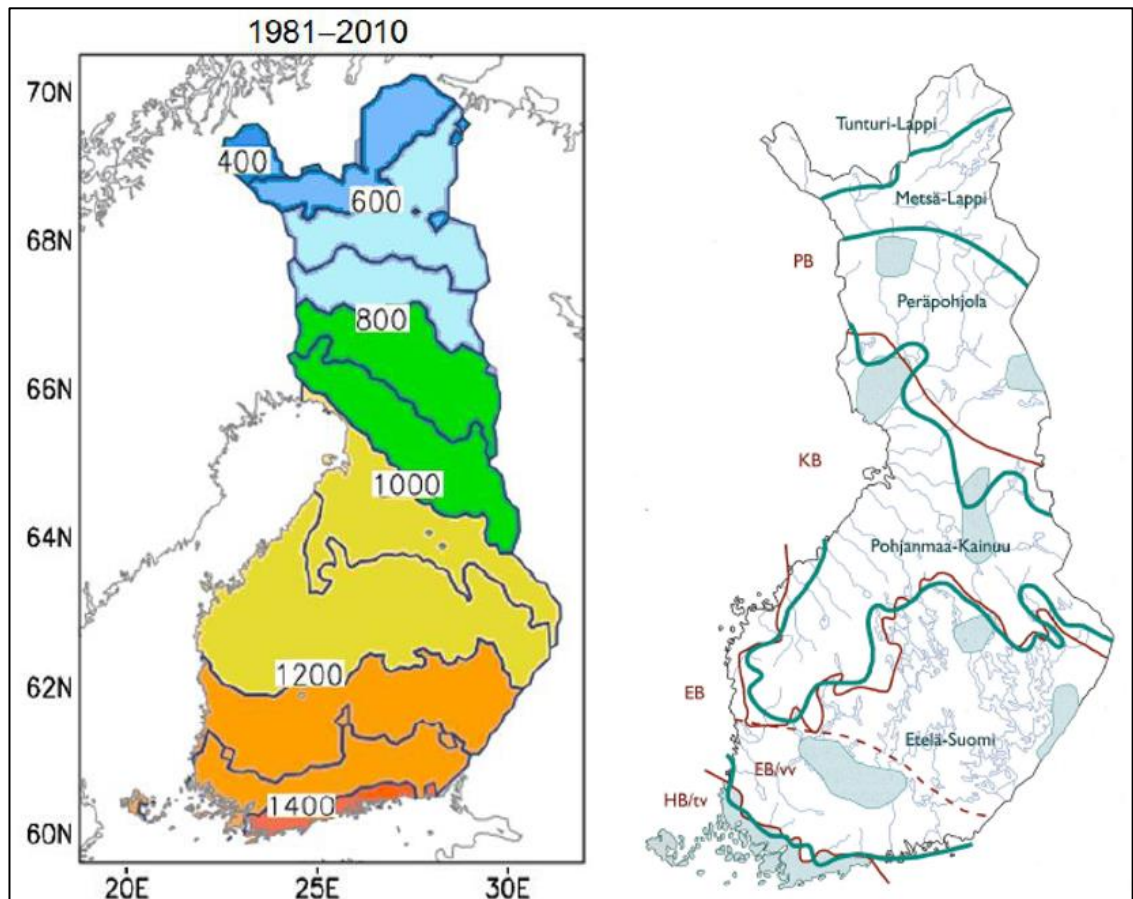 1981–2010
70N
68N
66N
64N
62N
60N
20E
25E
30E
400
600
800
1000
1200
1400
Tunturi-Lappi
Metsä-Lappi
PB
Peräpohjola
KB
Pohjanmaa-Kainuu
EB
Etelä-Suomi
EB/vv
HB/tv